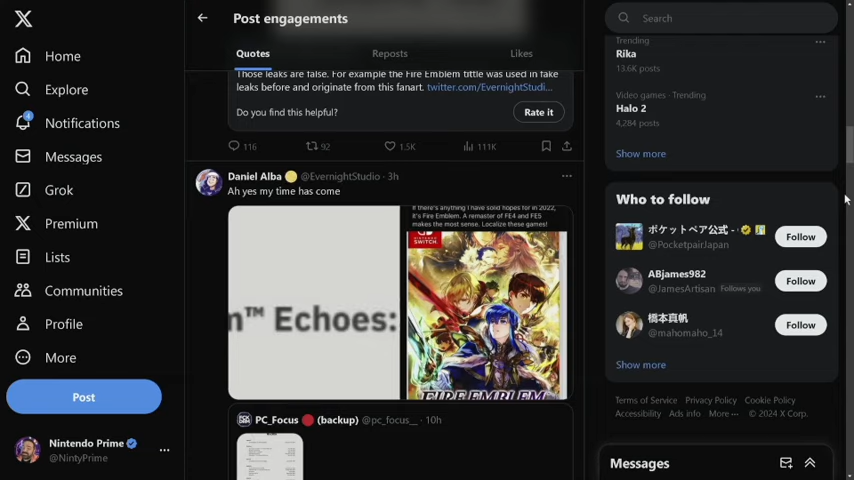 Home
Explore
4
Notifications
Messages
Grok
Premium
Lists
Communities
Profile
More
Post
Nintendo Prime
@NintyPrime
Post engagements
Quotes
Reposts
Likes
Those leaks are false. For example the Fire Emblem tittle was used in fake
leaks before and originate from this fanart. twitter.com/EvernightStudi...
Do you find this helpful?
Rate it
116
92
1.5K
111K
Daniel Alba
@EvernightStudio · 3h
Ah yes my time has come
m™ Echoes:
If there's anything I have solid hopes for in 2022,
it's Fire Emblem. A remaster of FE4 and FE5
makes the most sense. Localize these games!
SWITCH
FIRE EMBLEM
PC_Focus
(backup)
@pc_focus__ · 10h
Search
Trending
Rika
13.6K posts
Video games · Trending
Halo 2
4,284 posts
Show more
Who to follow
ポケットペア公式 -
@PocketpairJapan
Follow
ABjames982
@JamesArtisan
Follows you
Follow
橋本真帆
@mahomaho_14
Follow
Show more
Terms of Service
Privacy Policy
Cookie Policy
Accessibility
Ads info
More ...
© 2024 X Corp.
Messages